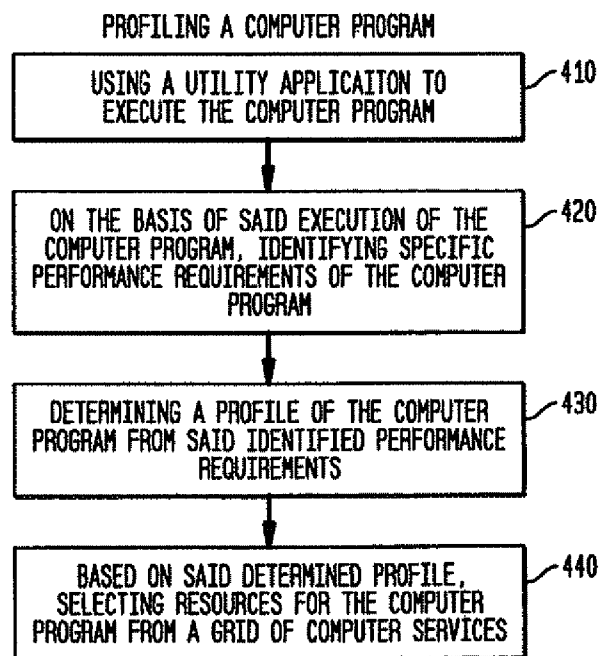 PROFILING A COMPUTER PROGRAM
USING A UTILITY APPLICAITON TO
EXECUTE THE COMPUTER PROGRAM
410
ON THE BASIS OF SAID EXECUTION OF THE
COMPUTER PROGRAM, IDENTIFYING SPECIFIC
PERFORMANCE REQUIREMENTS OF THE COMPUTER
PROGRAM
420
DETERMINING A PROFILE OF THE COMPUTER
PROGRAM FROM SAID IDENTIFIED PERFORMANCE
REQUIREMENTS
430
BASED ON SAID DETERMINED PROFILE,
SELECTING RESOURCES FOR THE COMPUTER
PROGRAM FROM A GRID OF COMPUTER SERVICES
440